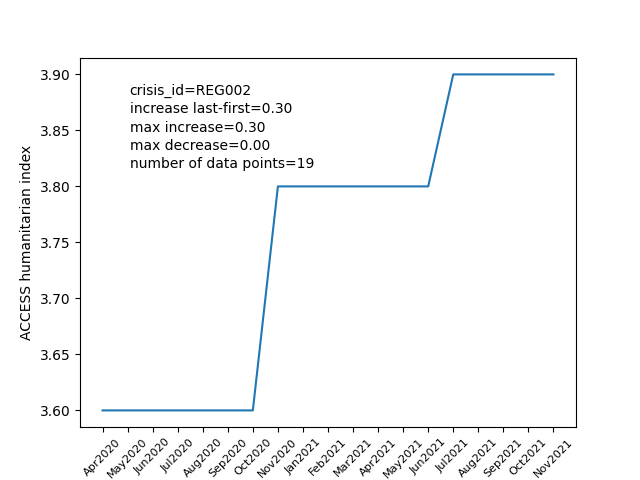 crisis_id=REG002
increase last-first=0.30
max increase=0.30
max decrease=0.00
number of data points=19
ACCESS humanitarian index
3.90
3.85
3.80
3.75
3.70
3.65
3.60
Apr2020
May2020
Jun2020
Jul2020
Aug2020
Sep2020
Oct2020
Nov2020
Jan2021
Feb2021
Mar2021
Apr2021
May2021
Jun2021
Jul2021
Aug2021
Sep2021
Oct2021
Nov2021